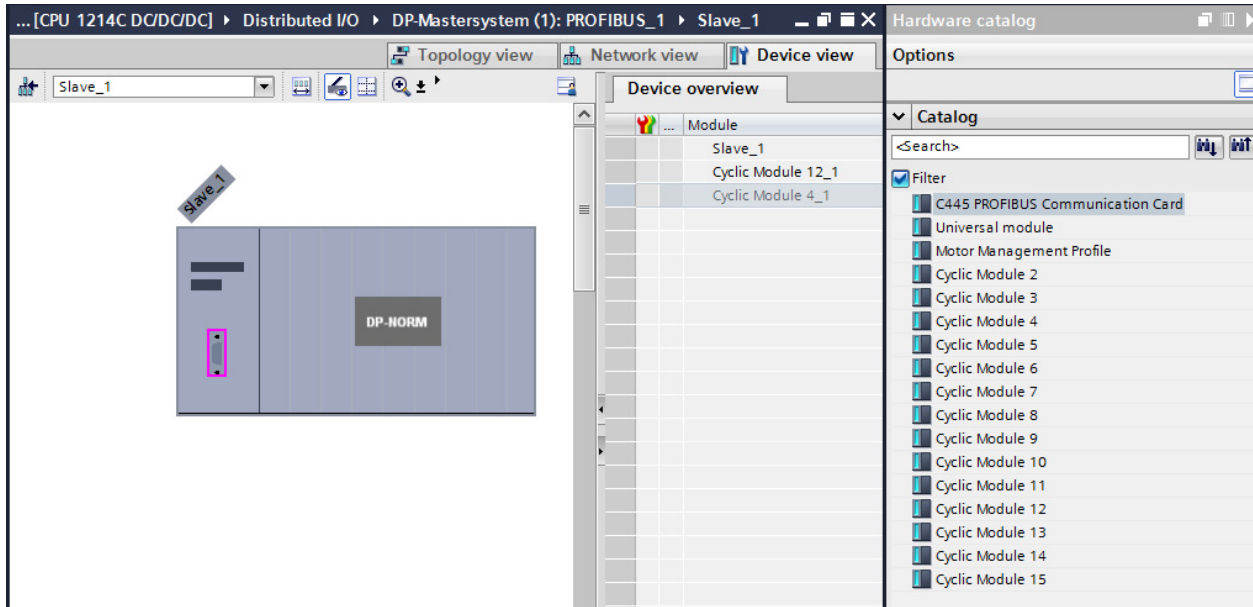 ... [CPU 1214C DC/DC/DC] ▸ Distributed I/O ▸ DP-Mastersystem (1): PROFIBUS_1 ▸ Slave_1
Topology view
Network view
Device view
Slave_1
Slave_1
DP-NORM
Device overview
... Module
Slave_1
Cyclic Module 12_1
Cyclic Module 4_1
Hardware catalog
Options
Catalog
<Search>
Filter
C445 PROFIBUS Communication Card
Universal module
Motor Management Profile
Cyclic Module 2
Cyclic Module 3
Cyclic Module 4
Cyclic Module 5
Cyclic Module 6
Cyclic Module 7
Cyclic Module 8
Cyclic Module 9
Cyclic Module 10
Cyclic Module 11
Cyclic Module 12
Cyclic Module 13
Cyclic Module 14
Cyclic Module 15